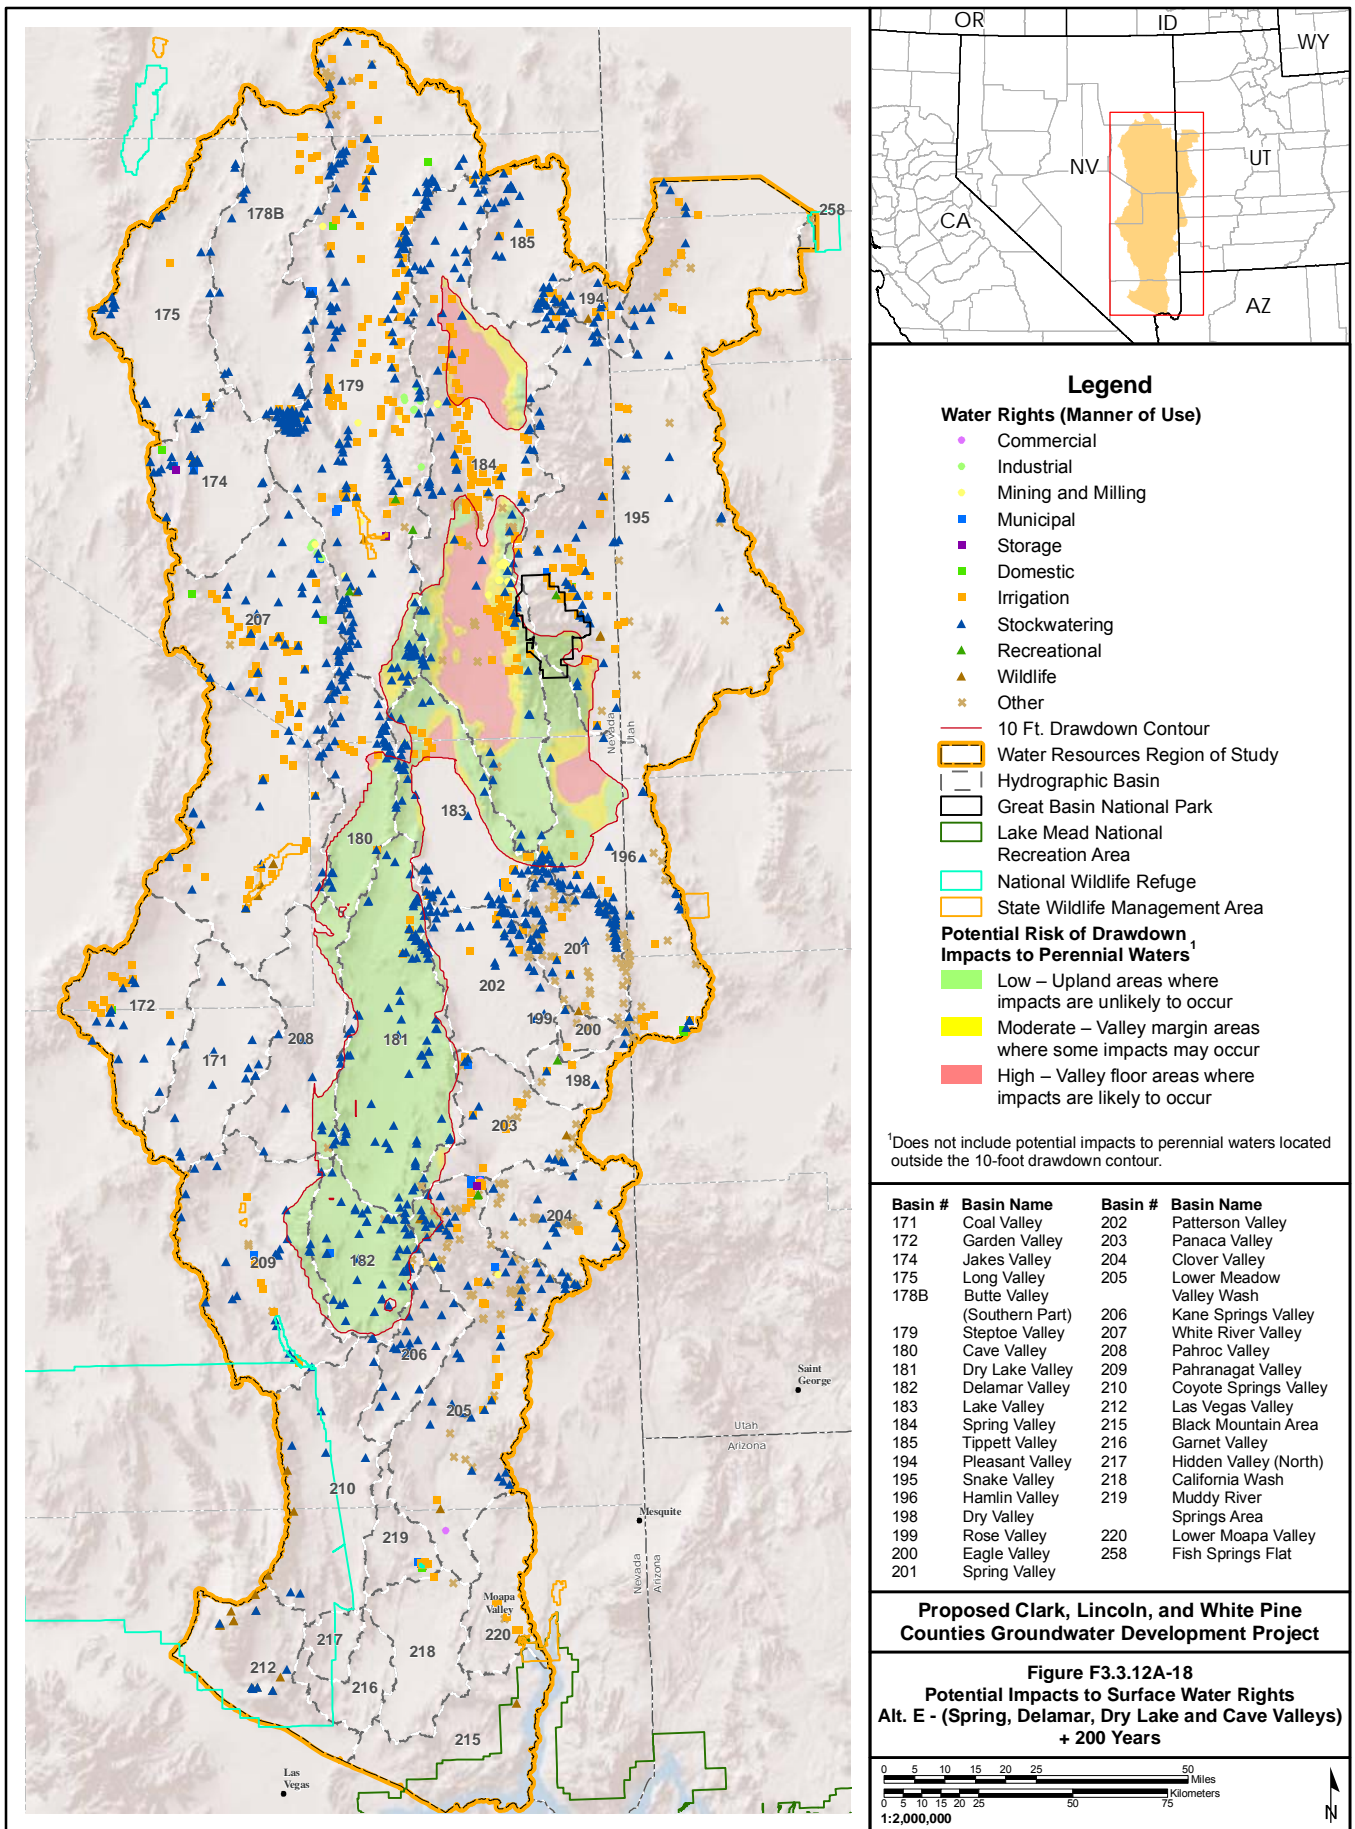 178B
258
185
194
175
179
184
174
195
207
Nevada
Utah
183
180
196
201
202
172
199
200
208
181
171
198
203
204
209
182
206
Saint
George
205
Utah
Arizona
210
219
Mesquite
Nevada
Arizona
Moapa
Valley
220
217
218
212
216
215
Las
Vegas
OR
ID
WY
NV
UT
CA
AZ
Legend
Water Rights (Manner of Use)
Commercial
Industrial
Mining and Milling
Municipal
Storage
Domestic
Irrigation
Stockwatering
Recreational
Wildlife
Other
10 Ft. Drawdown Contour
Water Resources Region of Study
Hydrographic Basin
Great Basin National Park
Lake Mead National
Recreation Area
National Wildlife Refuge
State Wildlife Management Area
Potential Risk of Drawdown
Impacts to Perennial Waters1
Low – Upland areas where
impacts are unlikely to occur
Moderate – Valley margin areas
where some impacts may occur
High – Valley floor areas where
impacts are likely to occur
1Does not include potential impacts to perennial waters located
outside the 10-foot drawdown contour.
Basin # Basin Name Basin # Basin Name
171 Coal Valley 202 Patterson Valley
172 Garden Valley 203 Panaca Valley
174 Jakes Valley 204 Clover Valley
175 Long Valley 205 Lower Meadow
178B Butte Valley Valley Wash
(Southern Part) 206 Kane Springs Valley
179 Steptoe Valley 207 White River Valley
180 Cave Valley 208 Pahroc Valley
181 Dry Lake Valley 209 Pahranagat Valley
182 Delamar Valley 210 Coyote Springs Valley
183 Lake Valley 212 Las Vegas Valley
184 Spring Valley 215 Black Mountain Area
185 Tippett Valley 216 Garnet Valley
194 Pleasant Valley 217 Hidden Valley (North)
195 Snake Valley 218 California Wash
196 Hamlin Valley 219 Muddy River
198 Dry Valley Springs Area
199 Rose Valley 220 Lower Moapa Valley
200 Eagle Valley 258 Fish Springs Flat
201 Spring Valley
Proposed Clark, Lincoln, and White Pine
Counties Groundwater Development Project
Figure F3.3.12A-18
Potential Impacts to Surface Water Rights
Alt. E - (Spring, Delamar, Dry Lake and Cave Valleys)
+ 200 Years
0 5 10 15 20 25 50
Miles
Kilometers
0 5 10 15 20 25 50 75
1:2,000,000
N